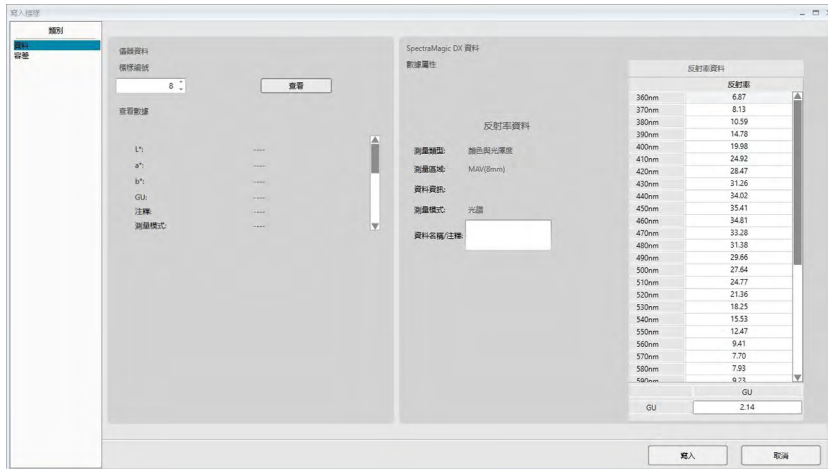 寫入標樣
類別
資料
容差
儀器資料
標樣編號
8
查看
查看數據
L*: ----
a*: ----
b*: ----
GU: ----
注釋: ----
測量模式: ----
SpectraMagic DX 資料
數據屬性
反射率資料
測量類型: 顏色與光澤度
測量區域: MAV(8mm)
資料資訊:
測量模式: 光譜
資料名稱/注釋:
反射率資料
反射率
360nm 6.87
370nm 8.13
380nm 10.59
390nm 14.78
400nm 19.98
410nm 24.92
420nm 28.47
430nm 31.26
440nm 34.02
450nm 35.41
460nm 34.81
470nm 33.28
480nm 31.38
490nm 29.66
500nm 27.64
510nm 24.77
520nm 21.36
530nm 18.25
540nm 15.53
550nm 12.47
560nm 9.41
570nm 7.70
580nm 7.93
590nm 9.23
GU
GU 2.14
寫入
取消